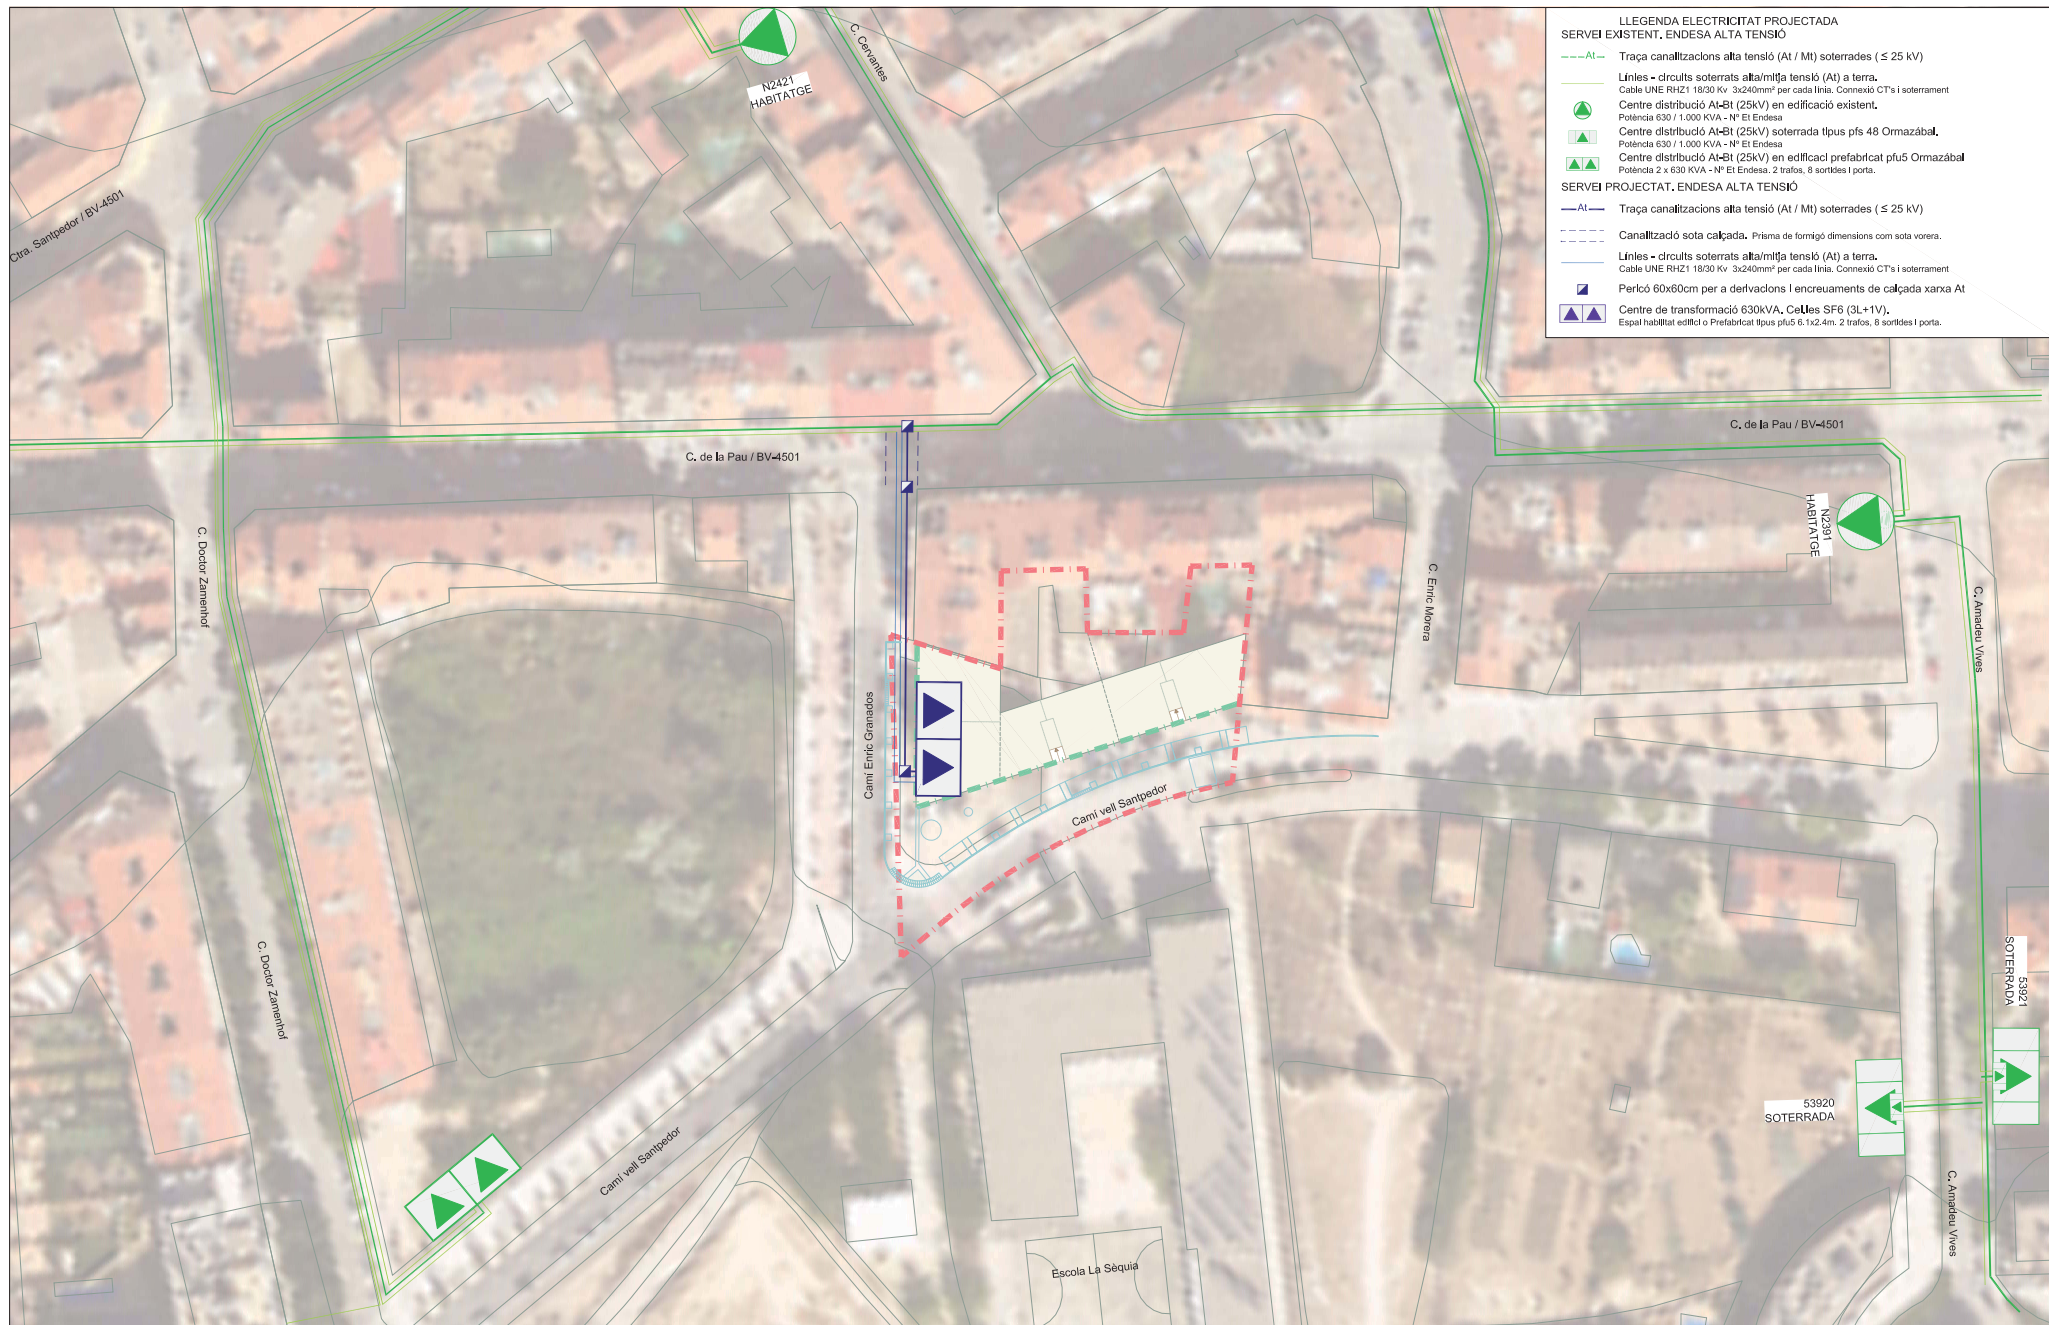 LLEGENDA ELECTRICITAT PROJECTADA
SERVEI EXISTENT. ENDESA ALTA TENSIÓ
At
Traça canalitzacions alta tensió (At / Mt) soterrades (≤ 25 kV)
Línies - circuits soterrats alta/mitja tensió (At) a terra.
Cable UNE RHZ1 18/30 Kv 3x240mm² per cada línia. Connexió CT's i soterrament
Centre distribució At-Bt (25kV) en edificació existent.
Potència 630 / 1.000 KVA - Nº Et Endesa
Centre distribució At-Bt (25kV) soterrada tipus pfs 48 Ormazábal.
Potència 630 / 1.000 KVA - Nº Et Endesa
Centre distribució At-Bt (25kV) en edificaci prefabricat pfu5 Ormazábal
Potència 2 x 630 KVA - Nº Et Endesa. 2 trafos, 8 sortides i porta.
SERVEI PROJECTAT. ENDESA ALTA TENSIÓ
At
Traça canalitzacions alta tensió (At / Mt) soterrades (≤ 25 kV)
Canalització sota calçada. Prisma de formigó dimensions com sota vorera.
Línies - circuits soterrats alta/mitja tensió (At) a terra.
Cable UNE RHZ1 18/30 Kv 3x240mm² per cada línia. Connexió CT's i soterrament
Pericó 60x60cm per a derivacions i encreuaments de calçada xarxa At
Centre de transformació 630kVA. Cel.les SF6 (3L+1V).
Espai habilitat edifici o Prefabricat tipus pfu5 6.1x2.4m. 2 trafos, 8 sortides i porta.
N2421
HABITATGE
C. Cervantes
Ctra. Santpedor / BV-4501
C. de la Pau / BV-4501
C. de la Pau / BV-4501
N2391
HABITATGE
C. Doctor Zamenhof
C. Enric Morera
C. Amadeu Vives
Camí Enric Granados
Camí vell Santpedor
C. Doctor Zamenhof
53921
SOTERRADA
53920
SOTERRADA
Camí vell Santpedor
C. Amadeu Vives
Escola La Sèquia